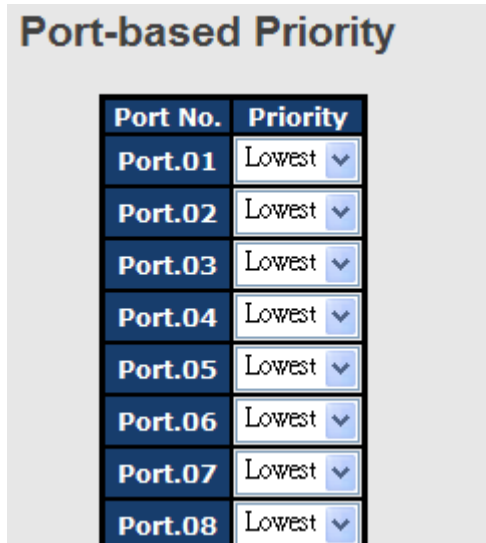 Port-based Priority
Port No. Priority
Port.01 Lowest
Port.02 Lowest
Port.03 Lowest
Port.04 Lowest
Port.05 Lowest
Port.06 Lowest
Port.07 Lowest
Port.08 Lowest